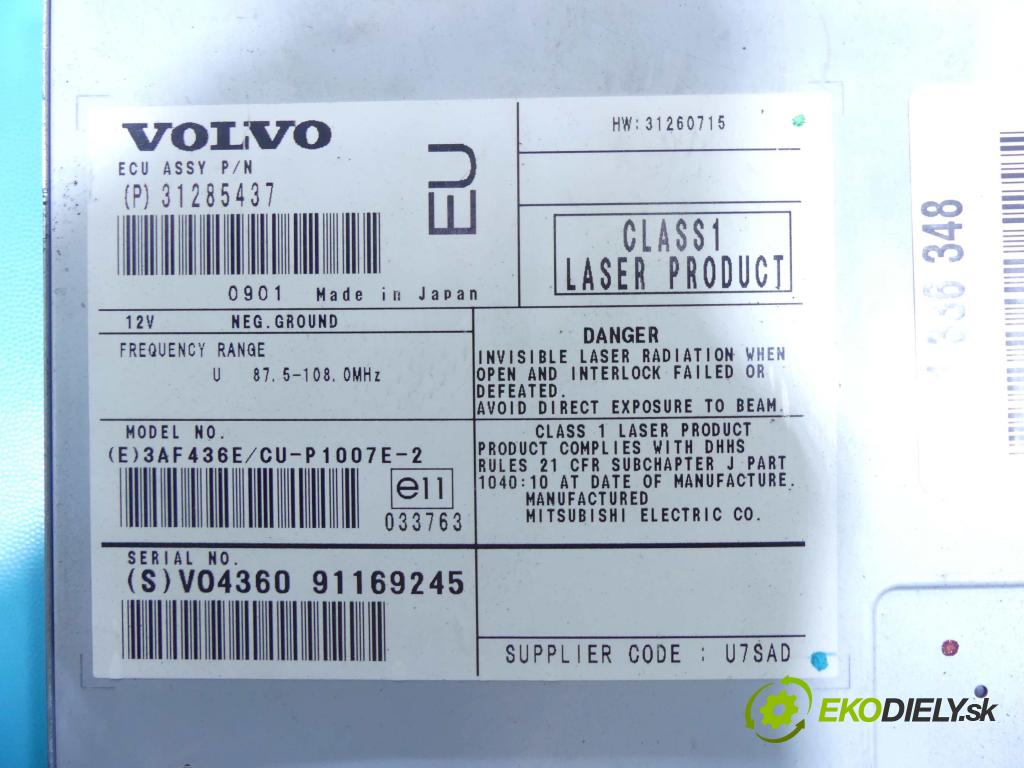 VOLVO
ECU ASSY P/N
(P) 31285437
EU
0901 Made in Japan
HW:31260715
CLASS1
LASER PRODUCT
12V NEG.GROUND
FREQUENCY RANGE
U 87.5-108.0MHz
DANGER
INVISIBLE LASER RADIATION WHEN
OPEN AND INTERLOCK FAILED OR
DEFEATED.
AVOID DIRECT EXPOSURE TO BEAM.
MODEL NO.
(E)3AF436E/CU-P1007E-2
e11
033763
CLASS 1 LASER PRODUCT
PRODUCT COMPLIES WITH DHHS
RULES 21 CFR SUBCHAPTER J PART
1040:10 AT DATE OF MANUFACTURE.
MANUFACTURED
MITSUBISHI ELECTRIC CO.
SERIAL NO.
(S)VO4360 91169245
SUPPLIER CODE : U7SAD
348
EKODIELY.sk